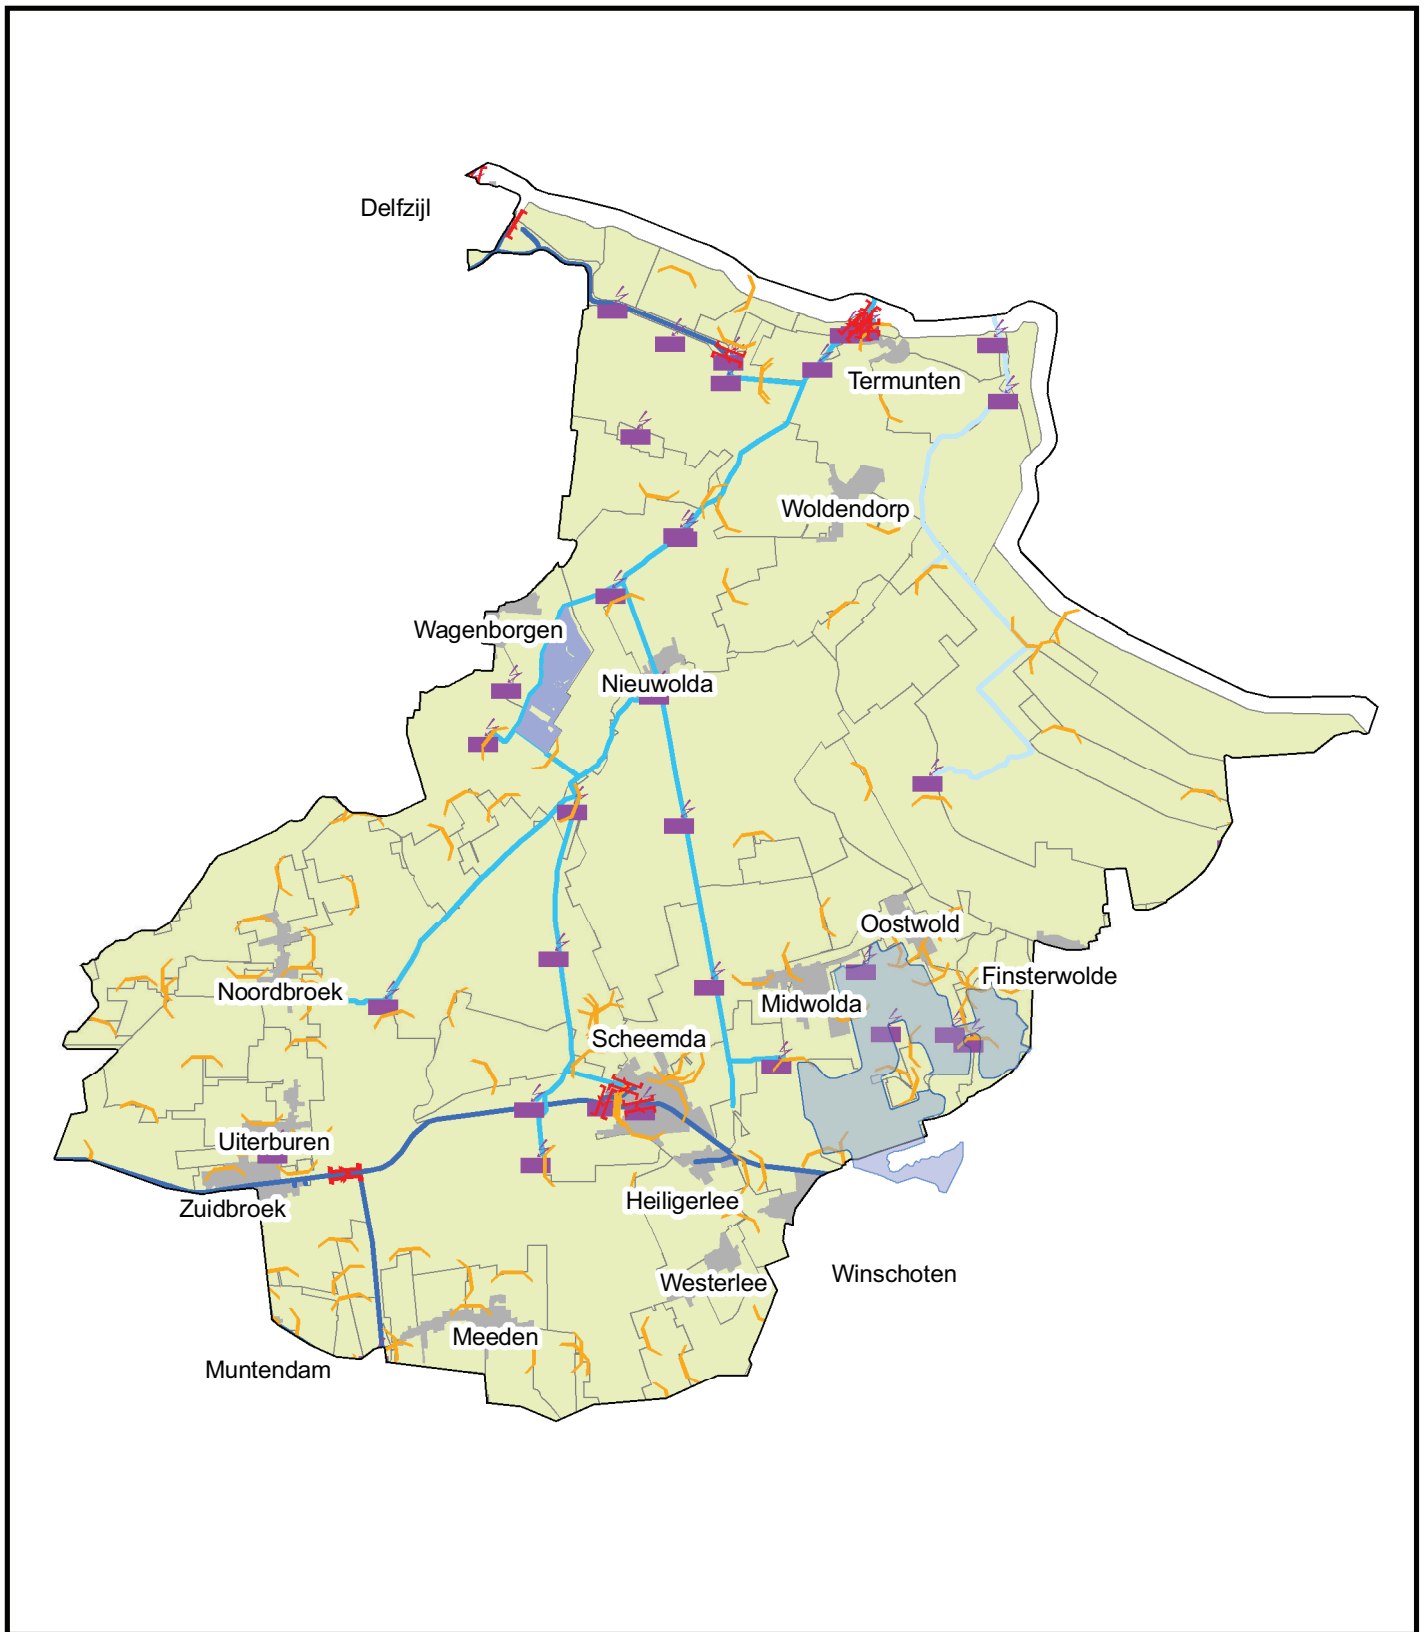 Delfzijl
Termunten
Woldendorp
Wagenborgen
Nieuwolda
Oostwold
Finsterwolde
Noordbroek
Midwolda
Scheemda
Uiterburen
Zuidbroek
Heiligerlee
Westerlee
Winschoten
Meeden
Muntendam